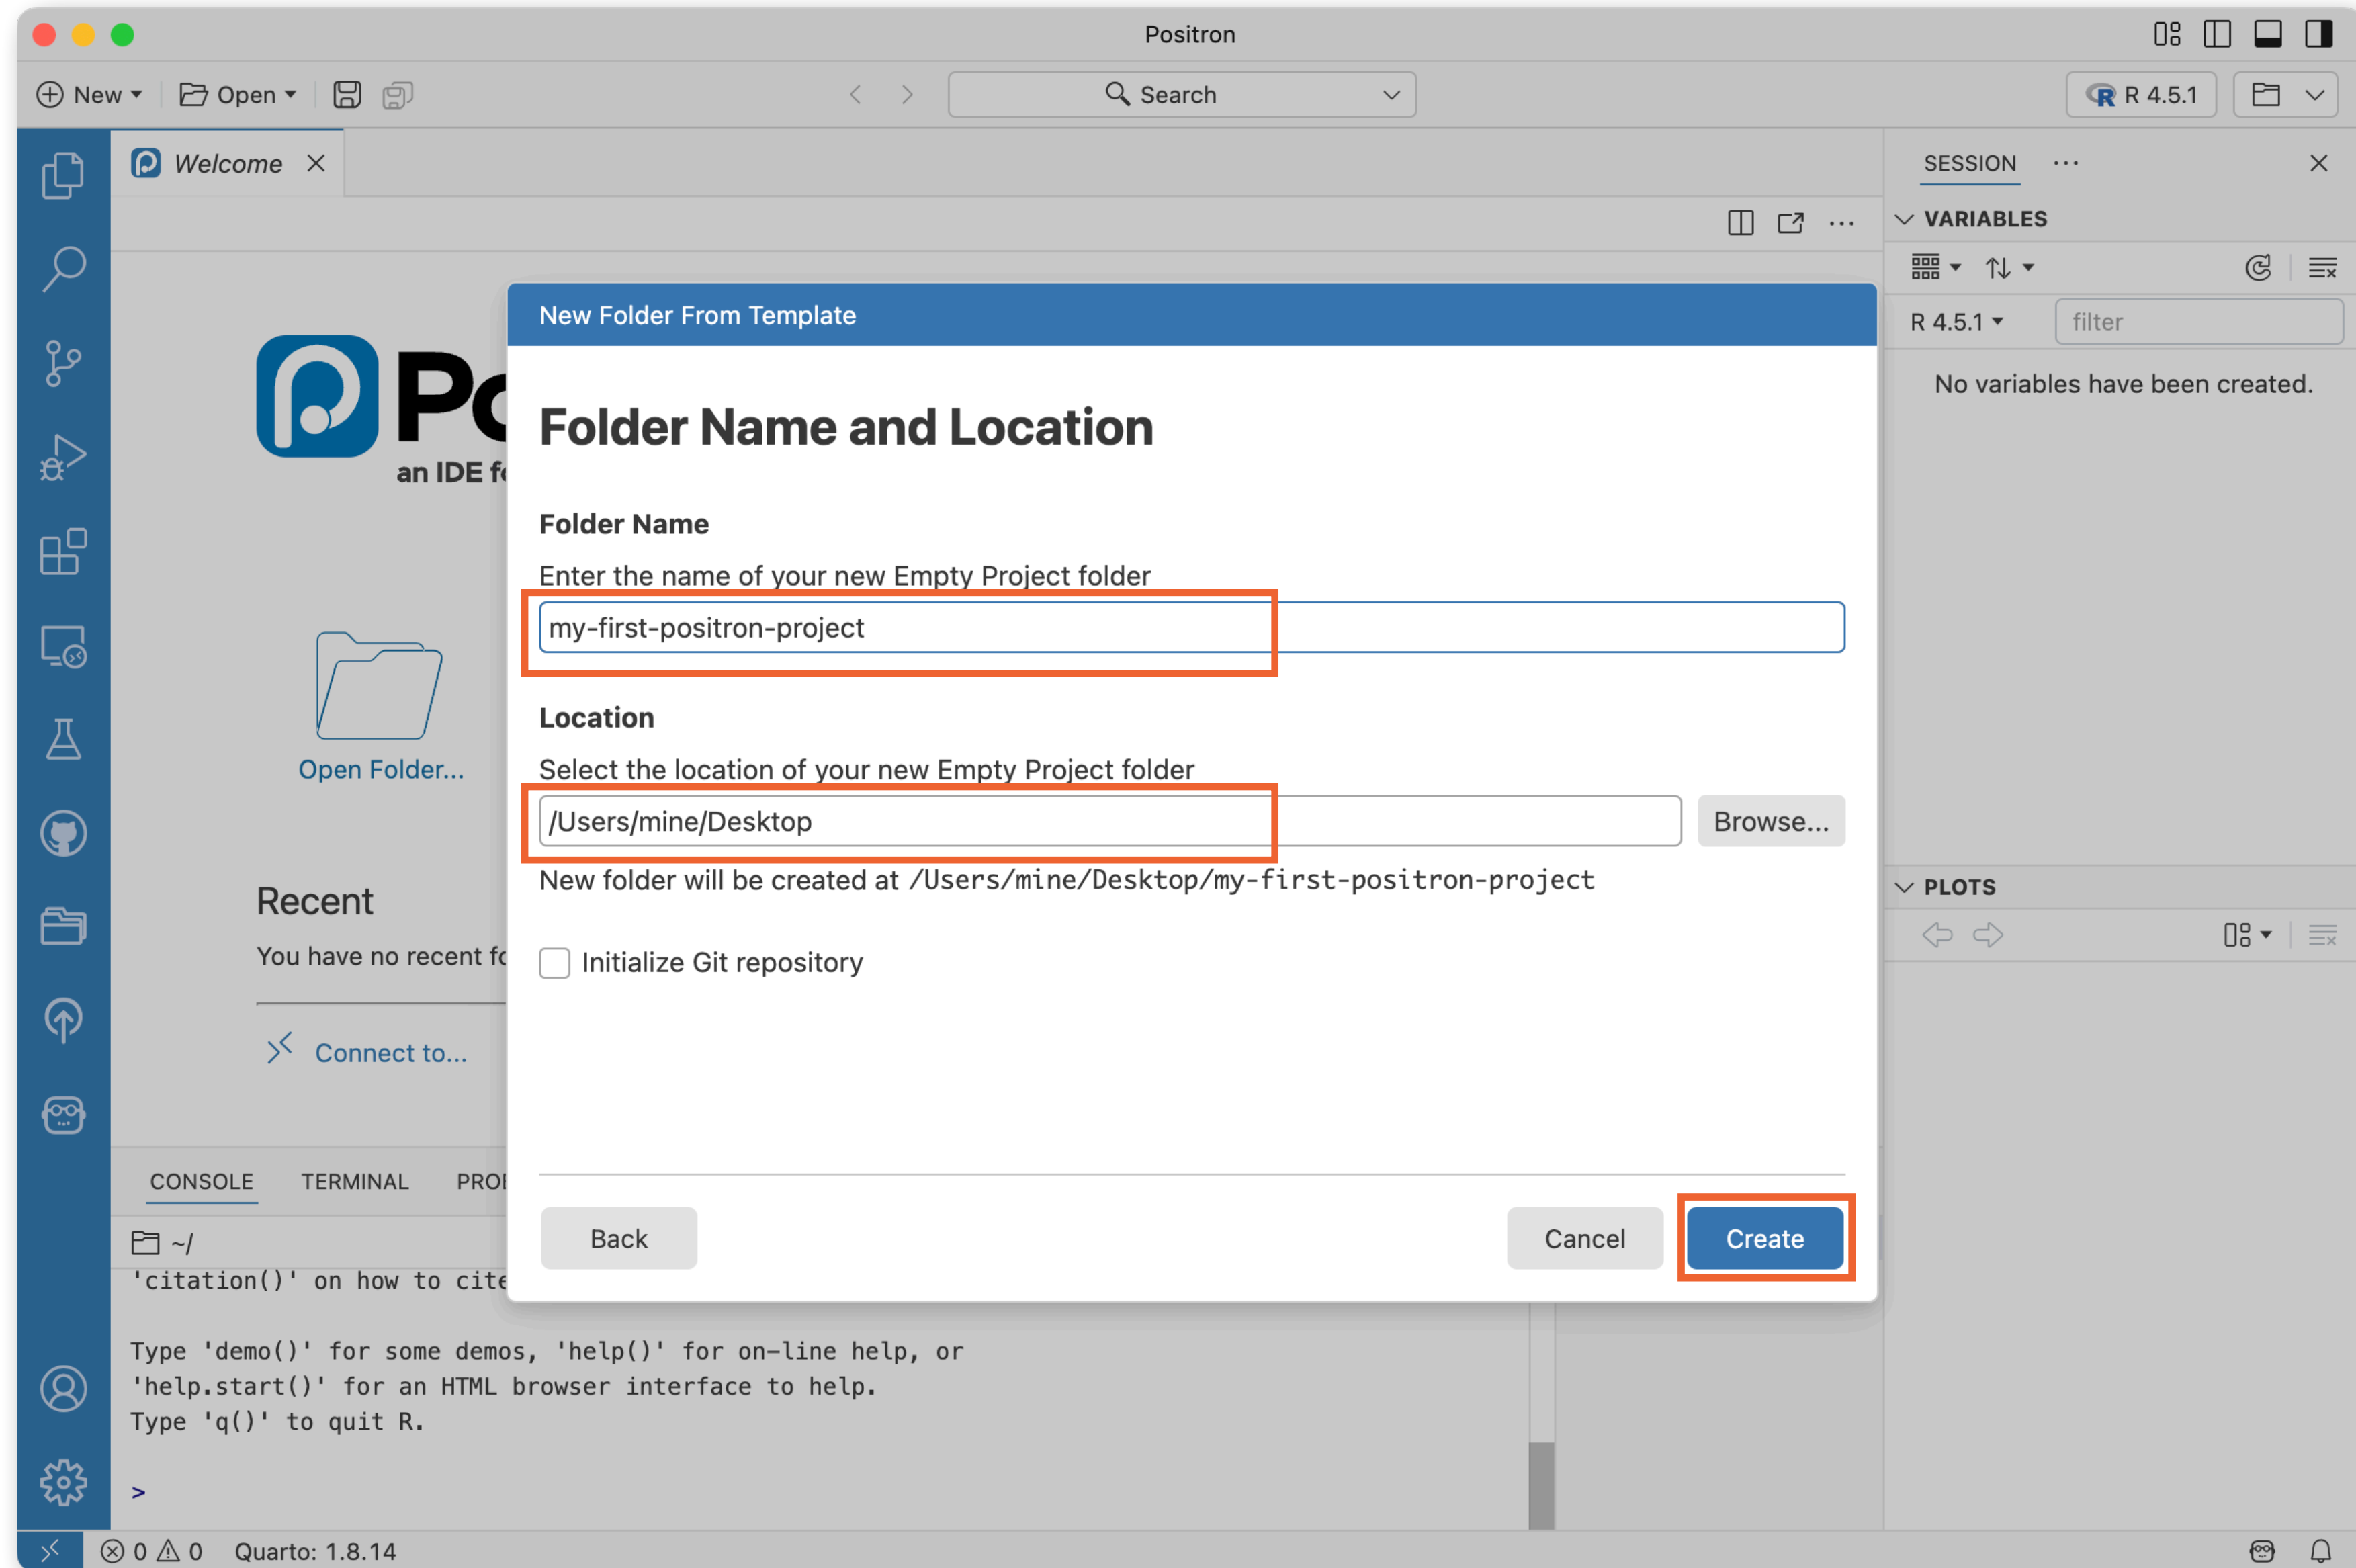 Positron
New
Open
Search
R 4.5.1
Welcome
SESSION
VARIABLES
R 4.5.1
filter
No variables have been created.
an IDE
Open Folder...
Recent
You have no recent
Connect to...
New Folder From Template
Folder Name and Location
Folder Name
Enter the name of your new Empty Project folder
my-first-positron-project
Location
Select the location of your new Empty Project folder
/Users/mine/Desktop
Browse...
New folder will be created at /Users/mine/Desktop/my-first-positron-project
Initialize Git repository
Back
Cancel
Create
PLOTS
CONSOLE
TERMINAL
~/
'citation()' on how to cite
Type 'demo()' for some demos, 'help()' for on-line help, or
'help.start()' for an HTML browser interface to help.
Type 'q()' to quit R.
>
0
0
Quarto: 1.8.14